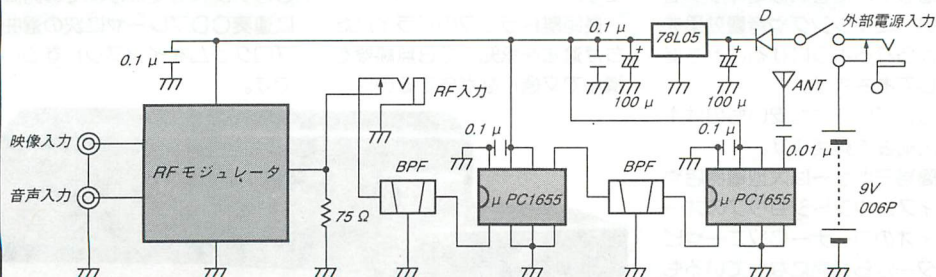 0.1 μ
0.1 μ
100 μ
78L05
100 μ
D
外部電源入力
ANT
RF入力
映像入力
音声入力
RFモジュレータ
75 Ω
BPF
0.1 μ
μ PC1655
BPF
0.1 μ
μ PC1655
0.01 μ
9V
006P